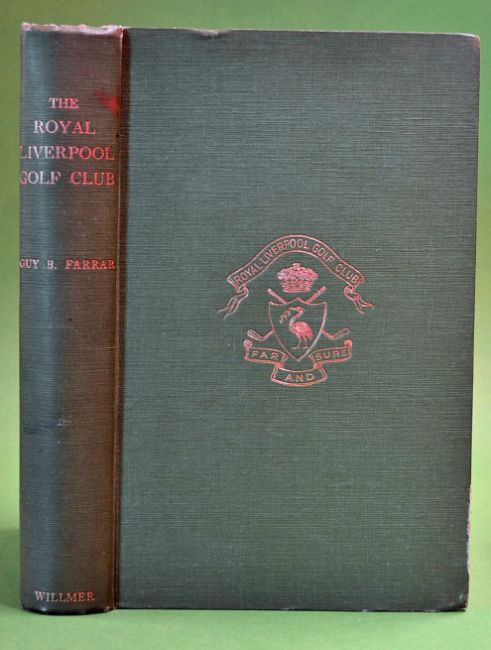 THE
ROYAL
LIVERPOOL
GOLF CLUB
GUY B. FARRAR
WILLMER
ROYAL LIVERPOOL GOLF CLUB
FAR
AND
SURE